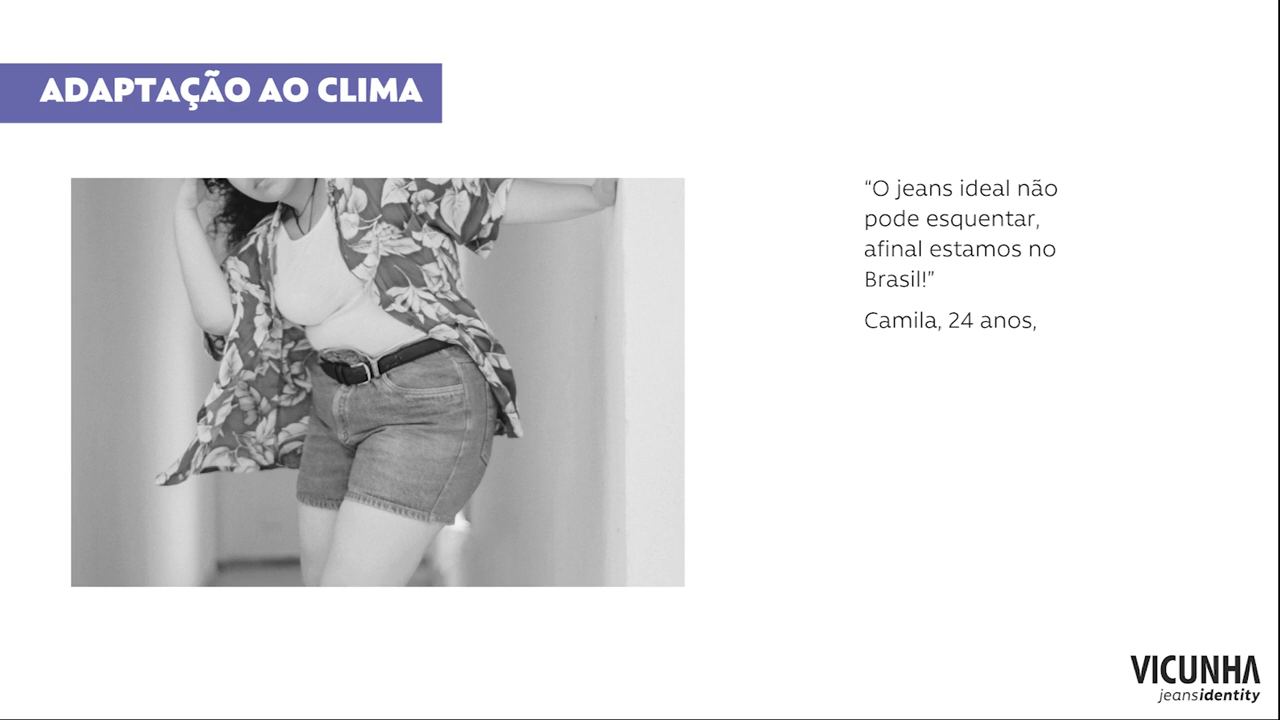 ADAPTAÇÃO AO CLIMA
“O jeans ideal não
pode esquentar,
afinal estamos no
Brasil!”
Camila, 24 anos,
VICUNHA
jeansidentity